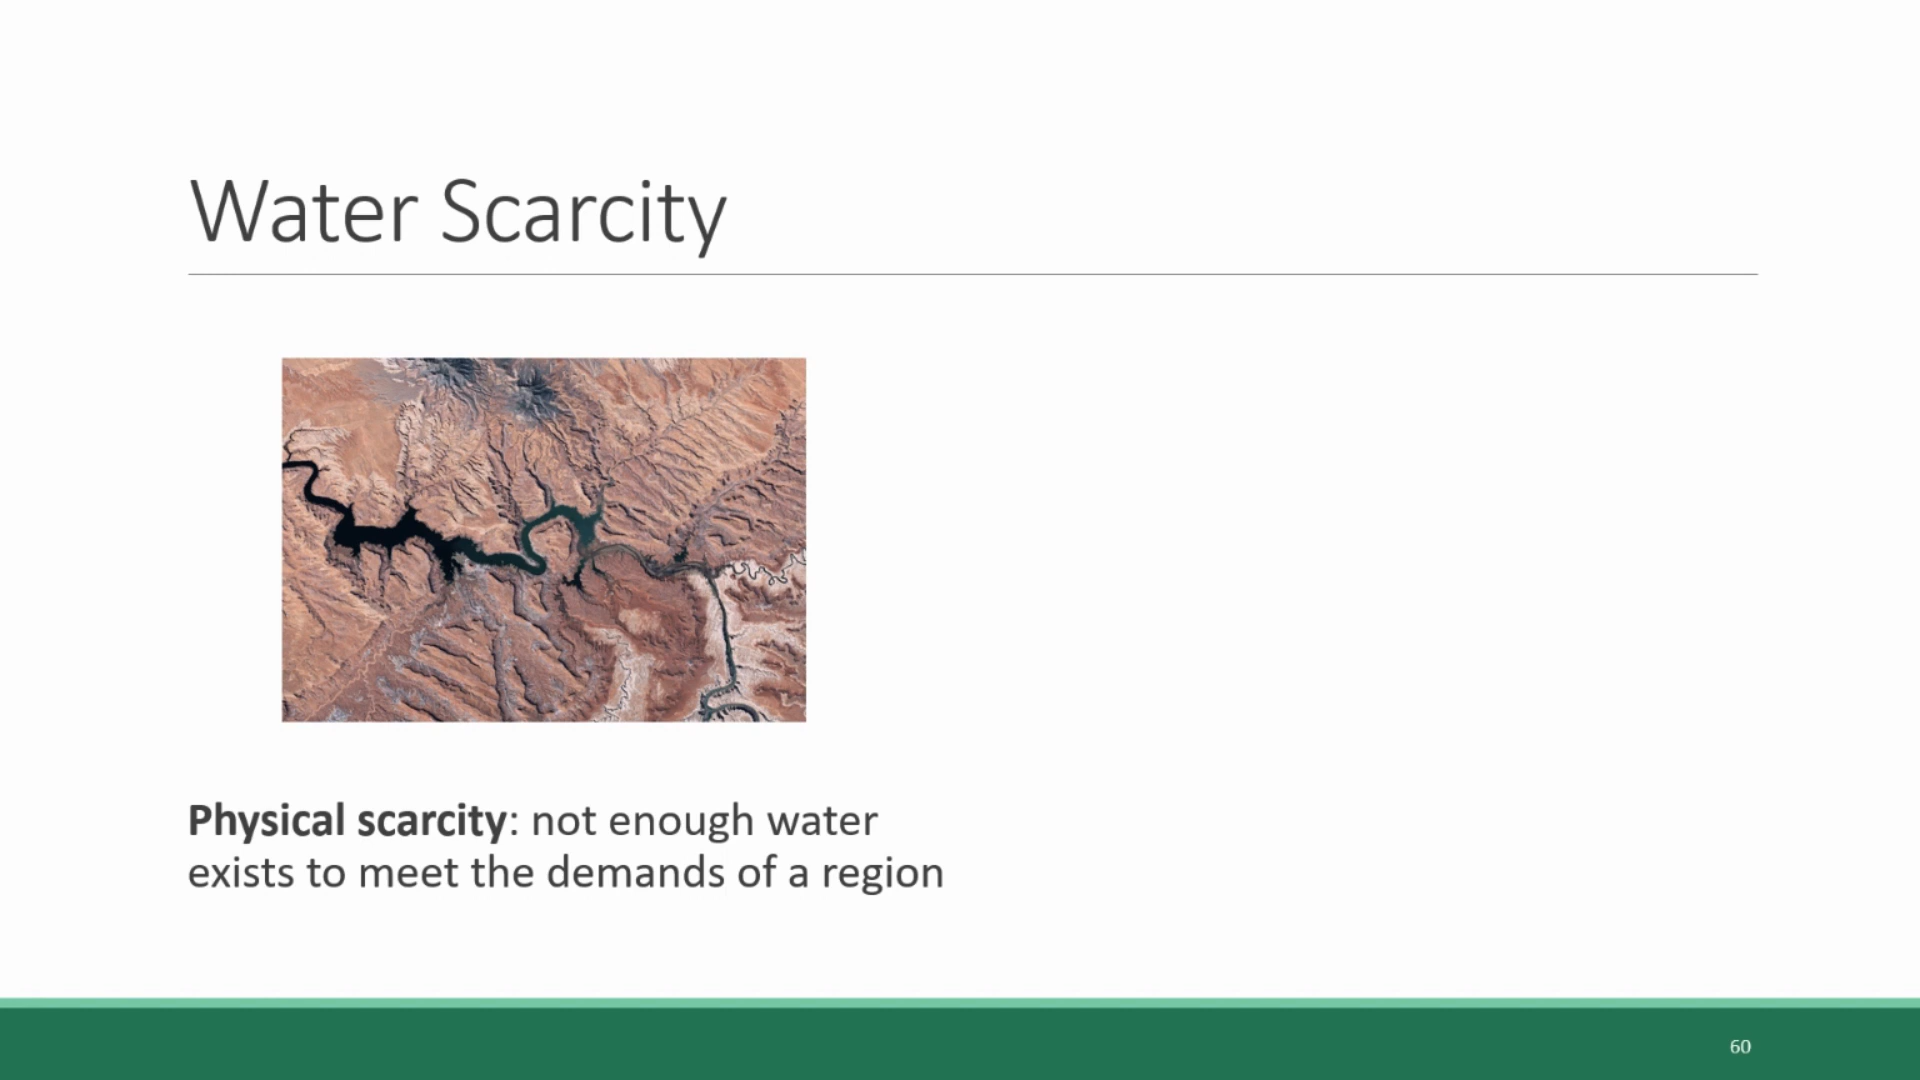 Water Scarcity
Physical scarcity: not enough water
exists to meet the demands of a region
60